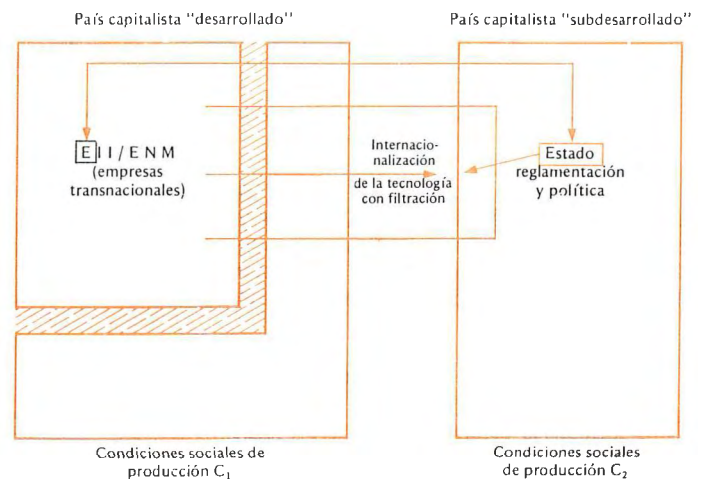 País capitalista "desarrollado"
País capitalista "subdesarrollado"
E I I / E N M
(empresas
transnacionales)
Internacio-
nalización
de la tecnología
con filtración
Estado
reglamentación
y política
Condiciones sociales de
producción C₁
Condiciones sociales
de producción C₂